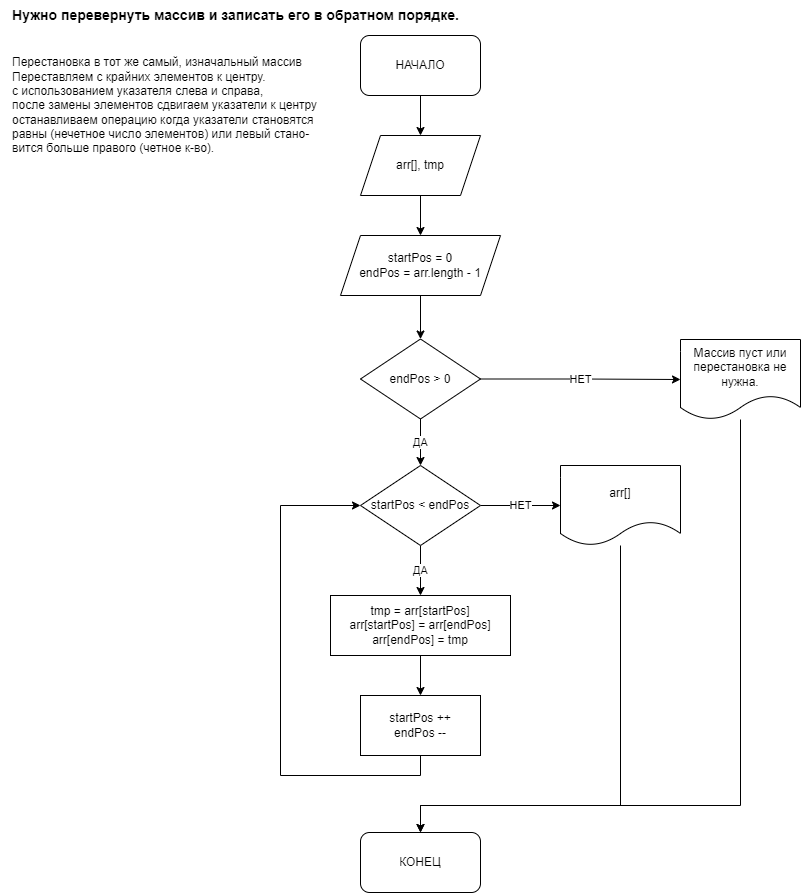 Нужно перевернуть массив и записать его в обратном порядке.
Перестановка в тот же самый, изначальный массив
Переставляем с крайних элементов к центру.
с использованием указателя слева и справа,
после замены элементов сдвигаем указатели к центру
останавливаем операцию когда указатели становятся
равны (нечетное число элементов) или левый стано-
вится больше правого (четное к-во).
НАЧАЛО
arr[], tmp
startPos = 0
endPos = arr.length - 1
endPos > 0
НЕТ
Массив пуст или
перестановка не
нужна.
ДА
startPos < endPos
НЕТ
arr[]
ДА
tmp = arr[startPos]
arr[startPos] = arr[endPos]
arr[endPos] = tmp
startPos ++
endPos --
КОНЕЦ